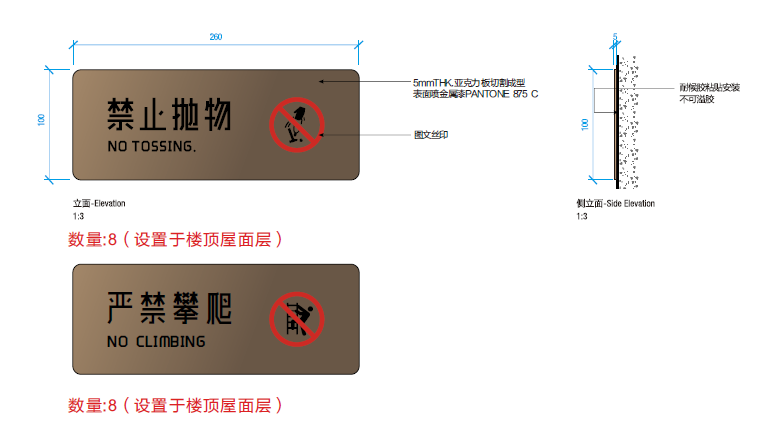 260
5
5mmTHK.亚克力板切割成型
表面喷金属漆PANTONE 875 C
耐候胶粘贴安装
不可溢胶
100
禁止抛物
NO TOSSING.
图文丝印
100
立面-Elevation
1:3
侧立面-Side Elevation
1:3
数量:8（设置于楼顶屋面层）
严禁攀爬
NO CLIMBING
数量:8（设置于楼顶屋面层）